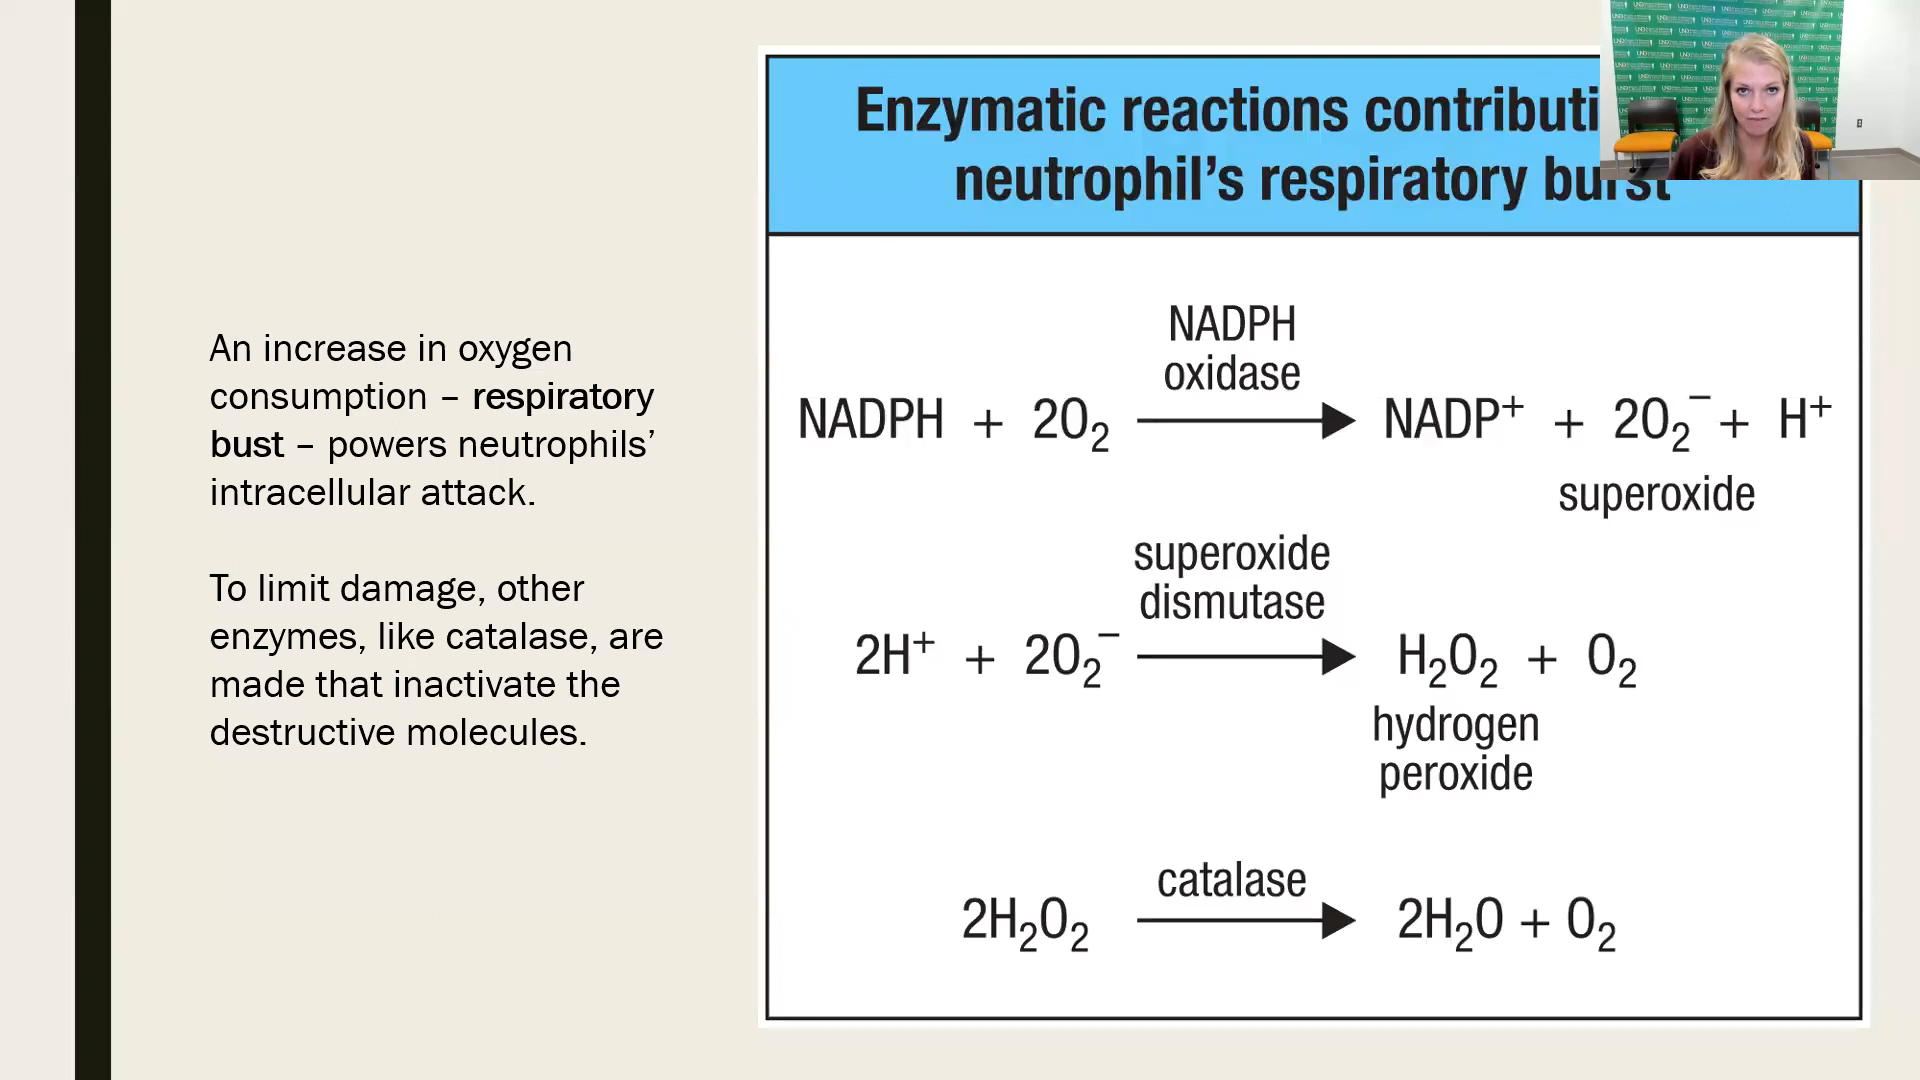 An increase in oxygen
consumption – respiratory
bust – powers neutrophils’
intracellular attack.
To limit damage, other
enzymes, like catalase, are
made that inactivate the
destructive molecules.
Enzymatic reactions contributi
neutrophil’s respiratory burst
NADPH
oxidase
NADPH + 2O₂ NADP⁺ + 2O₂⁻ + H⁺
superoxide
superoxide
dismutase
2H⁺ + 2O₂⁻ H₂O₂ + O₂
hydrogen
peroxide
catalase
2H₂O₂ 2H₂O + O₂